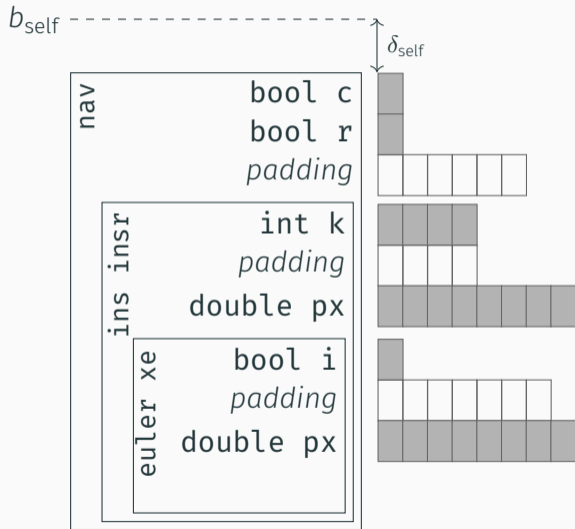 b_self
δ_self
nav
bool c
bool r
padding
ins insr
int k
padding
double px
euler xe
bool i
padding
double px